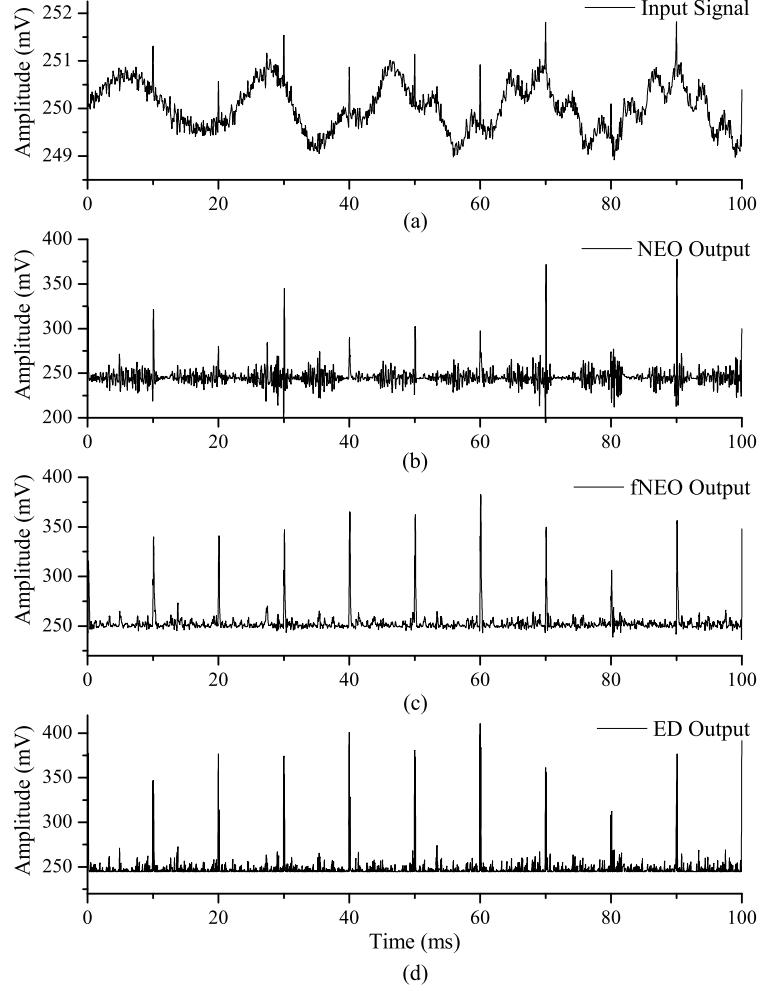 Input Signal
Amplitude (mV)
252
251
250
249
0 20 40 60 80 100
(a)
NEO Output
Amplitude (mV)
400
350
300
250
200
0 20 40 60 80 100
(b)
fNEO Output
Amplitude (mV)
400
350
300
250
0 20 40 60 80 100
(c)
ED Output
Amplitude (mV)
400
350
300
250
0 20 40 60 80 100
Time (ms)
(d)